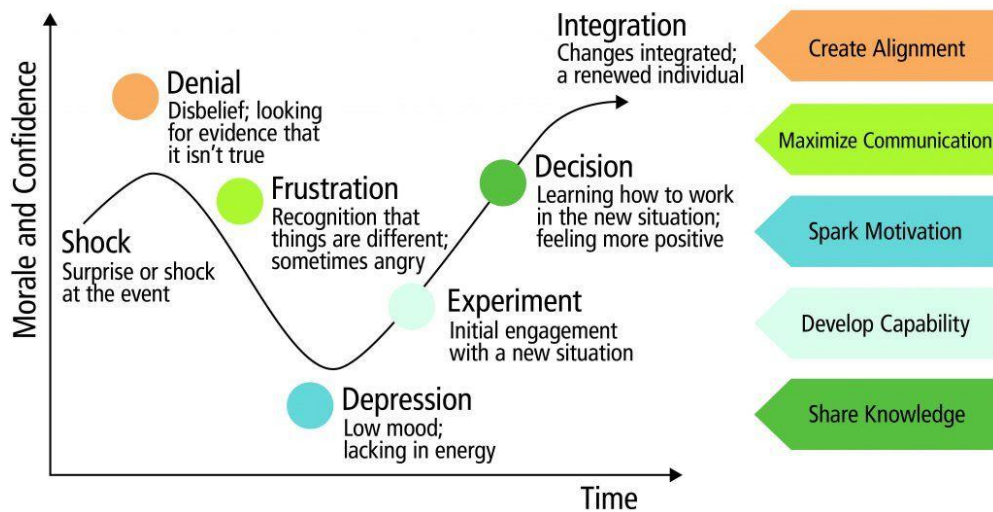 Morale and Confidence
Shock
Surprise or shock
at the event
Denial
Disbelief; looking
for evidence that
it isn't true
Frustration
Recognition that
things are different;
sometimes angry
Depression
Low mood;
lacking in energy
Experiment
Initial engagement
with a new situation
Decision
Learning how to work
in the new situation;
feeling more positive
Integration
Changes integrated;
a renewed individual
Time
Create Alignment
Maximize Communication
Spark Motivation
Develop Capability
Share Knowledge